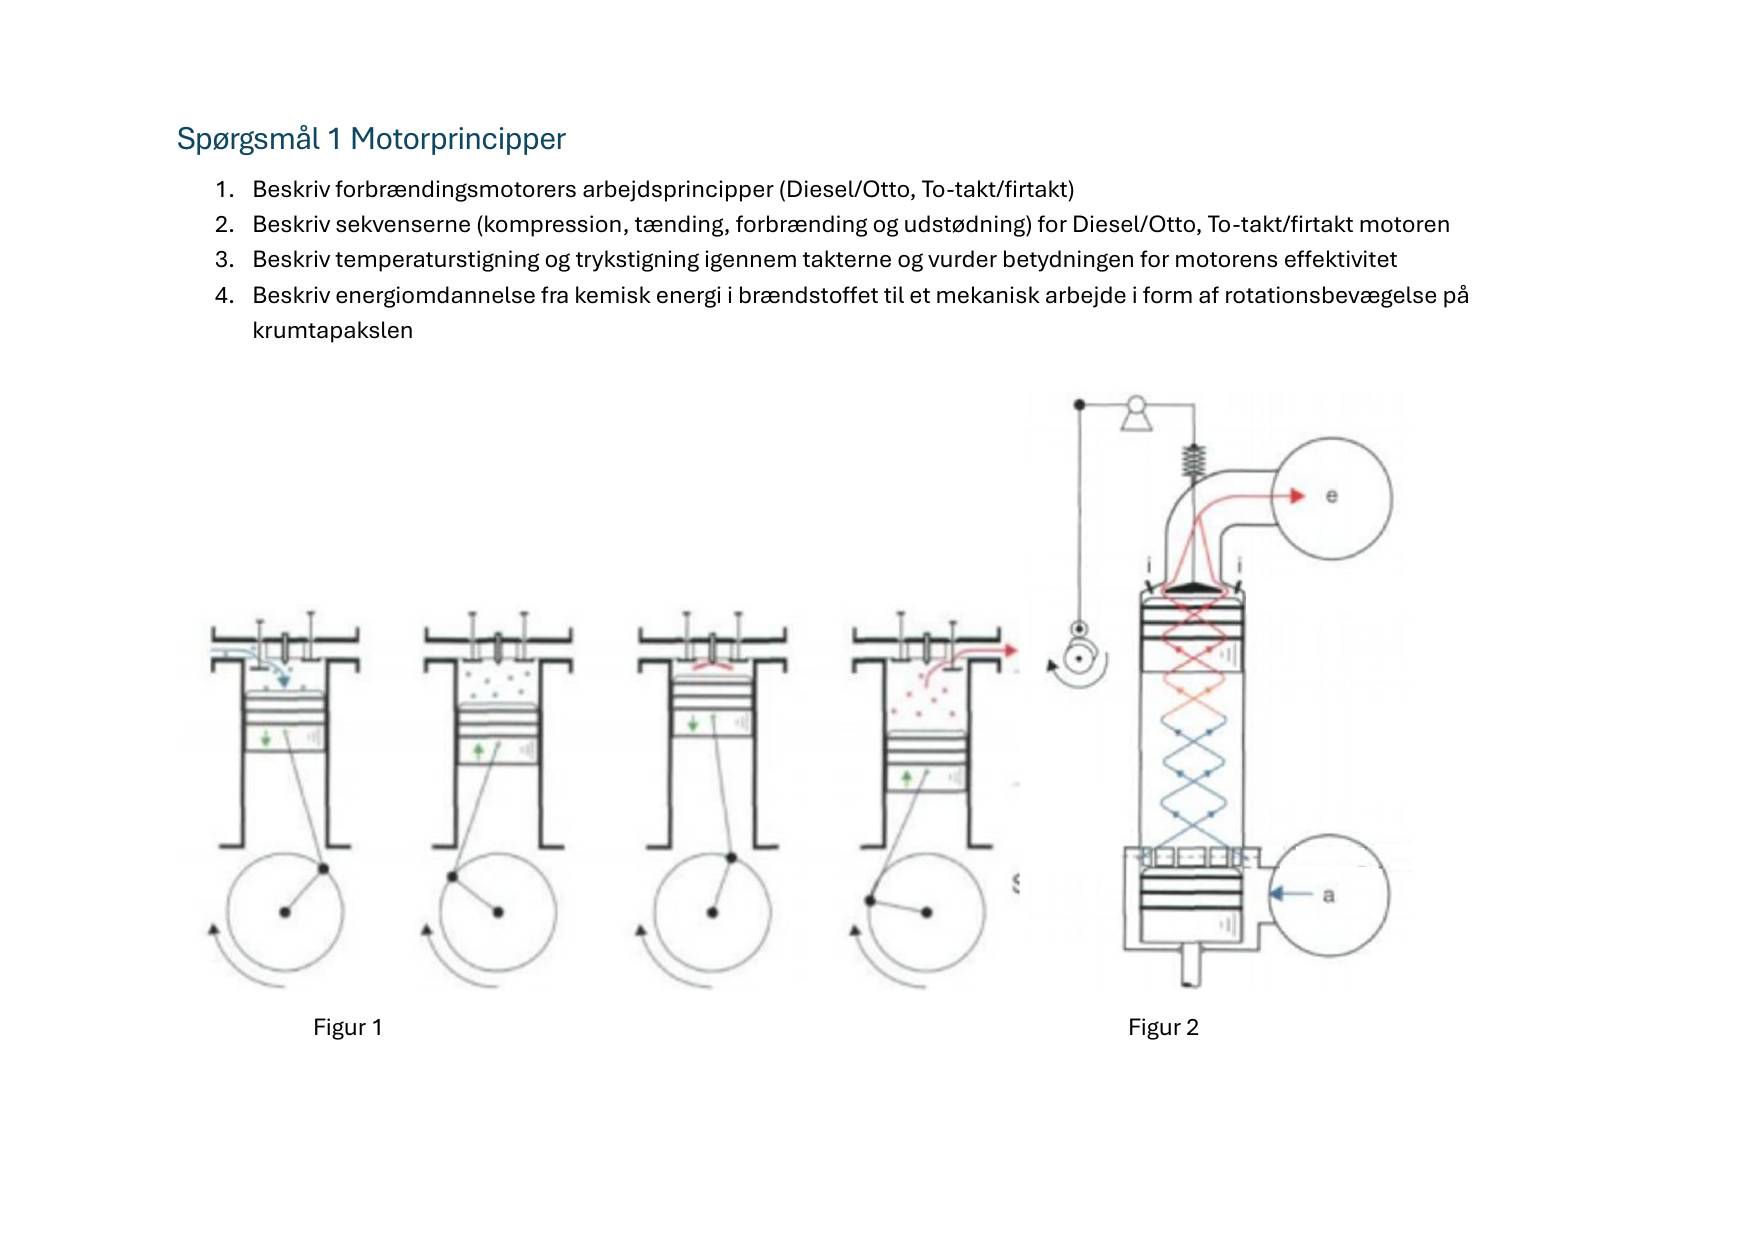 Spørgsmål 1 Motorprincipper
1. Beskriv forbrændingsmotorers arbejdsprincipper (Diesel/Otto, To-takt/firtakt)
2. Beskriv sekvenserne (kompression, tænding, forbrænding og udstødning) for Diesel/Otto, To-takt/firtakt motoren
3. Beskriv temperaturstigning og trykstigning igennem takterne og vurder betydningen for motorens effektivitet
4. Beskriv energiomdannelse fra kemisk energi i brændstoffet til et mekanisk arbejde i form af rotationsbevægelse på
krumtapakslen
e
i i
a
Figur 1
Figur 2